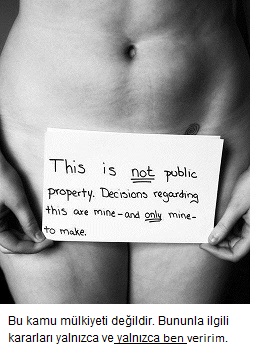 This is not public
property. Decisions regarding
this are mine-and only mine-
to make.
Bu kamu mülkiyeti değildir. Bununla ilgili
kararları yalnızca ve yalnızca ben veririm.